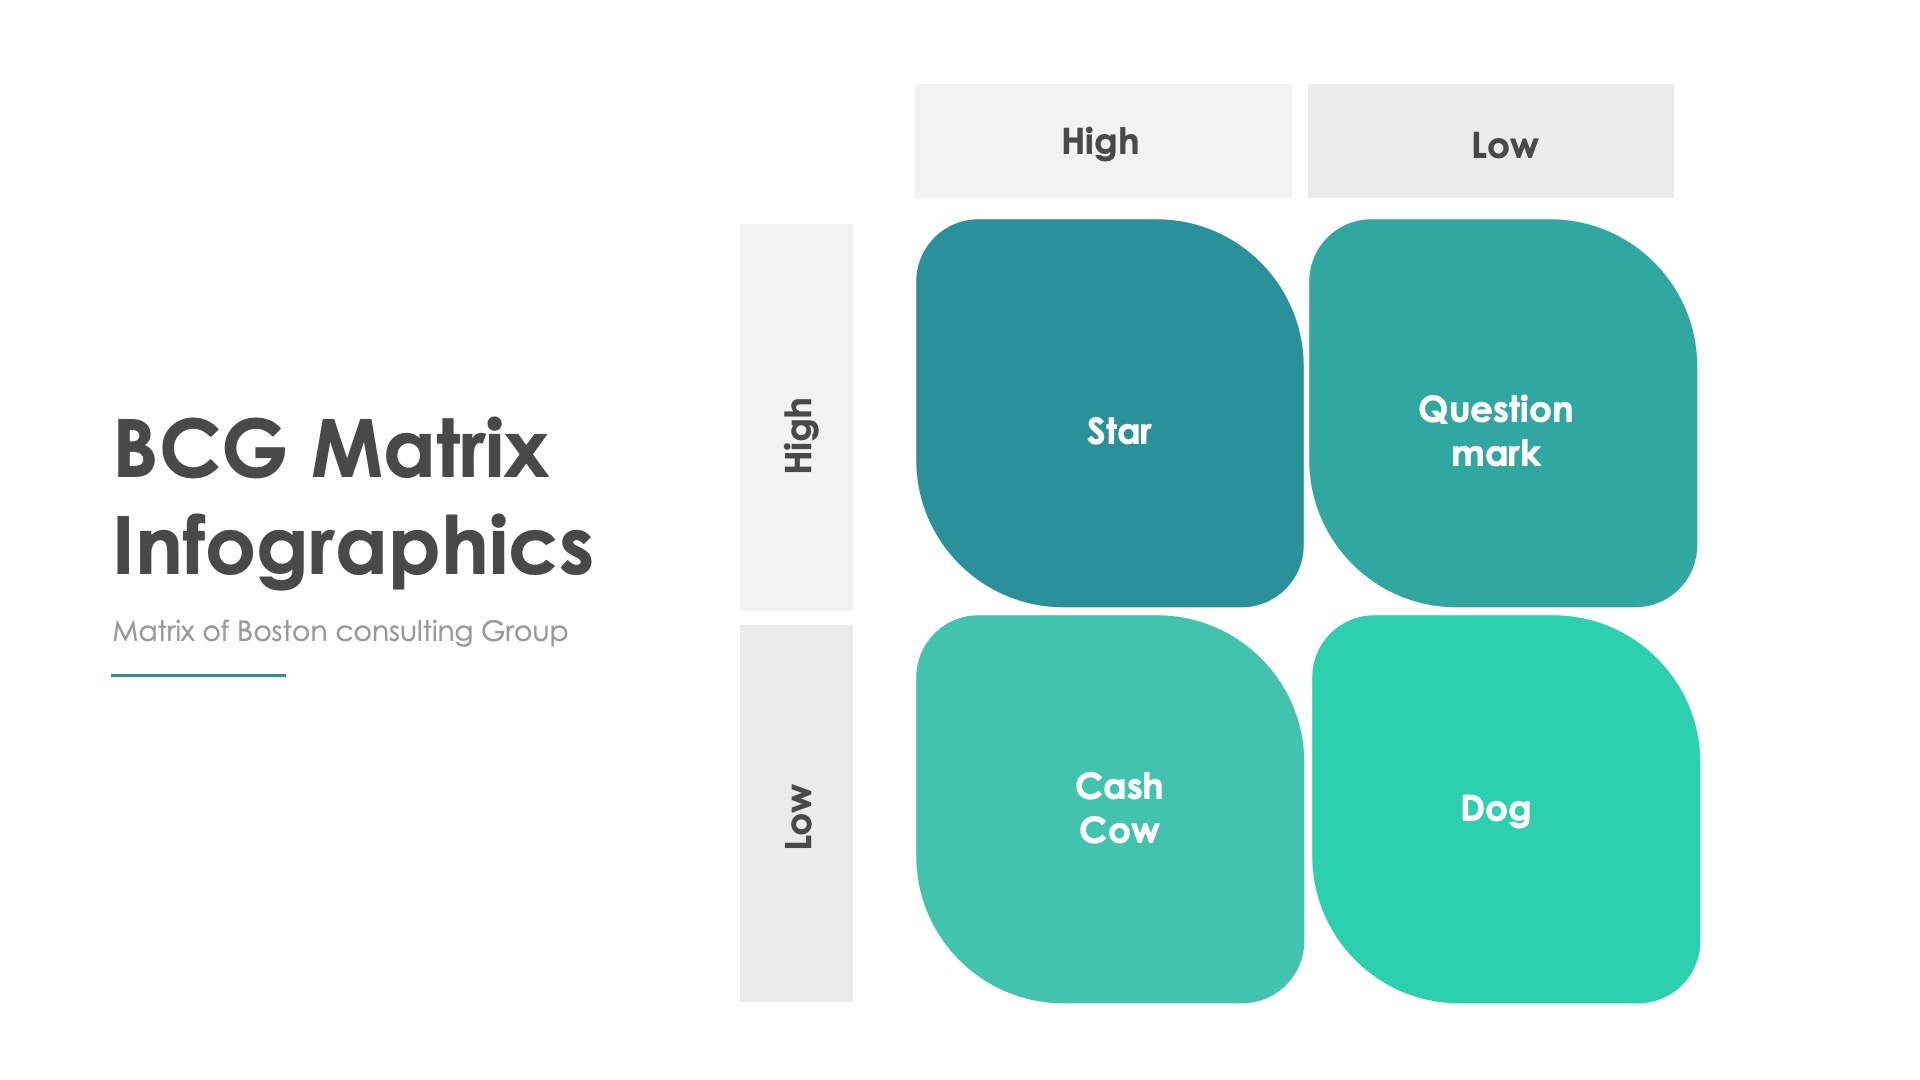 BCG Matrix
Infographics
Matrix of Boston consulting Group
High
Low
High
Star
Question
mark
Low
Cash
Cow
Dog